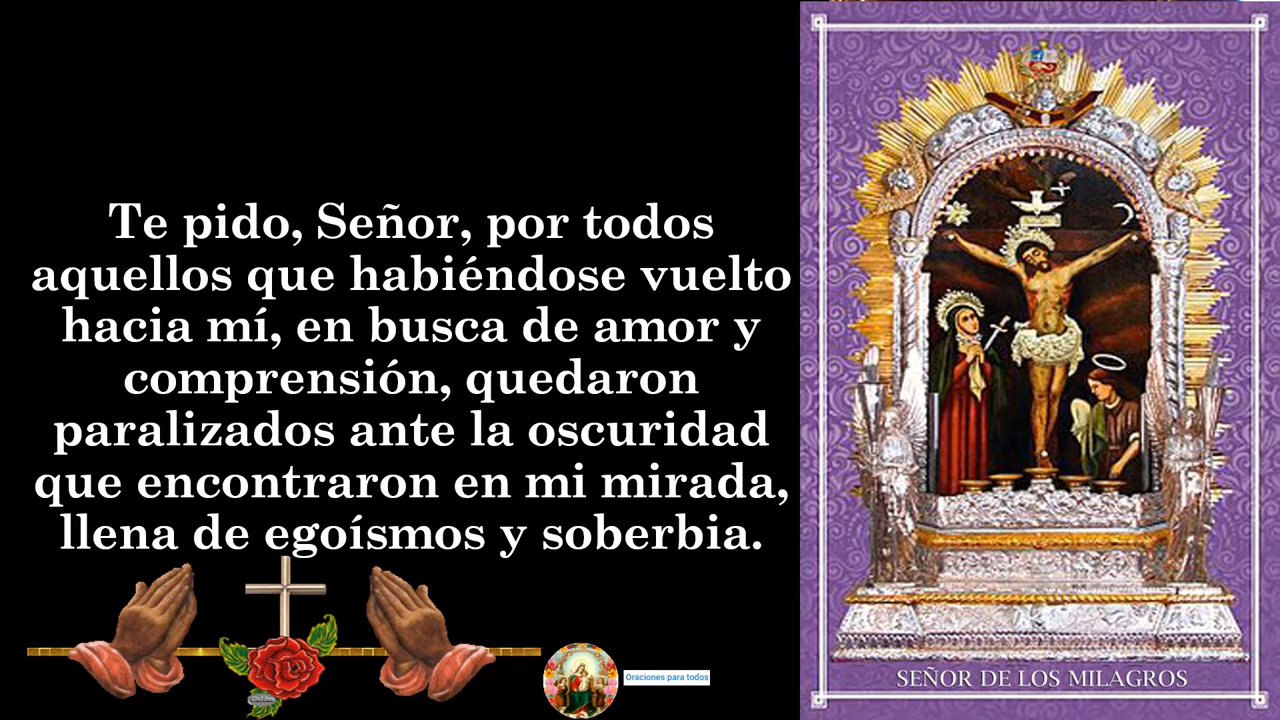 Te pido, Señor, por todos
aquellos que habiéndose vuelto
hacia mí, en busca de amor y
comprensión, quedaron
paralizados ante la oscuridad
que encontraron en mi mirada,
llena de egoísmos y soberbia.
Oraciones para todos
SEÑOR DE LOS MILAGROS